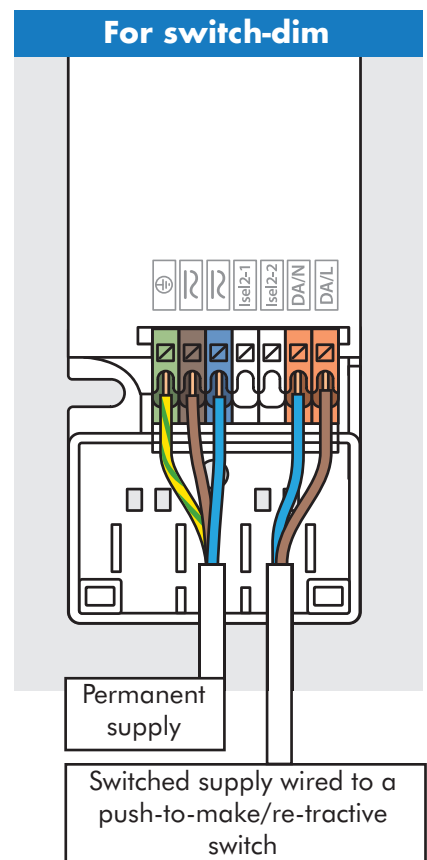 For switch-dim
Isel2-1
Isel2-2
DA/N
DA/L
Permanent
supply
Switched supply wired to a
push-to-make/re-tractive
switch